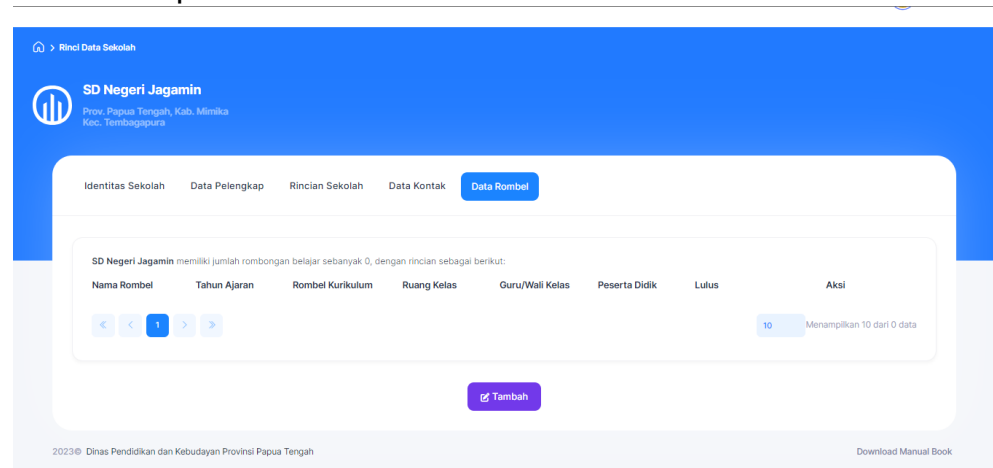 > Rinci Data Sekolah
SD Negeri Jagamin
Prov. Papua Tengah, Kab. Mimika
Kec. Tembagapura
Identitas Sekolah Data Pelengkap Rincian Sekolah Data Kontak Data Rombel
SD Negeri Jagamin memiliki jumlah rombongan belajar sebanyak 0, dengan rincian sebagai berikut:
Nama Rombel Tahun Ajaran Rombel Kurikulum Ruang Kelas Guru/Wali Kelas Peserta Didik Lulus Aksi
« < 1 > » 10 Menampilkan 10 dari 0 data
Tambah
2023© Dinas Pendidikan dan Kebudayan Provinsi Papua Tengah Download Manual Book